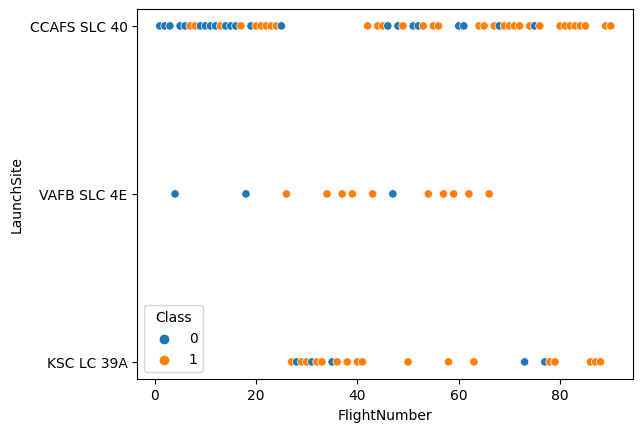 CCAFS SLC 40
VAFB SLC 4E
KSC LC 39A
LaunchSite
Class
0
1
0
20
40
60
80
FlightNumber